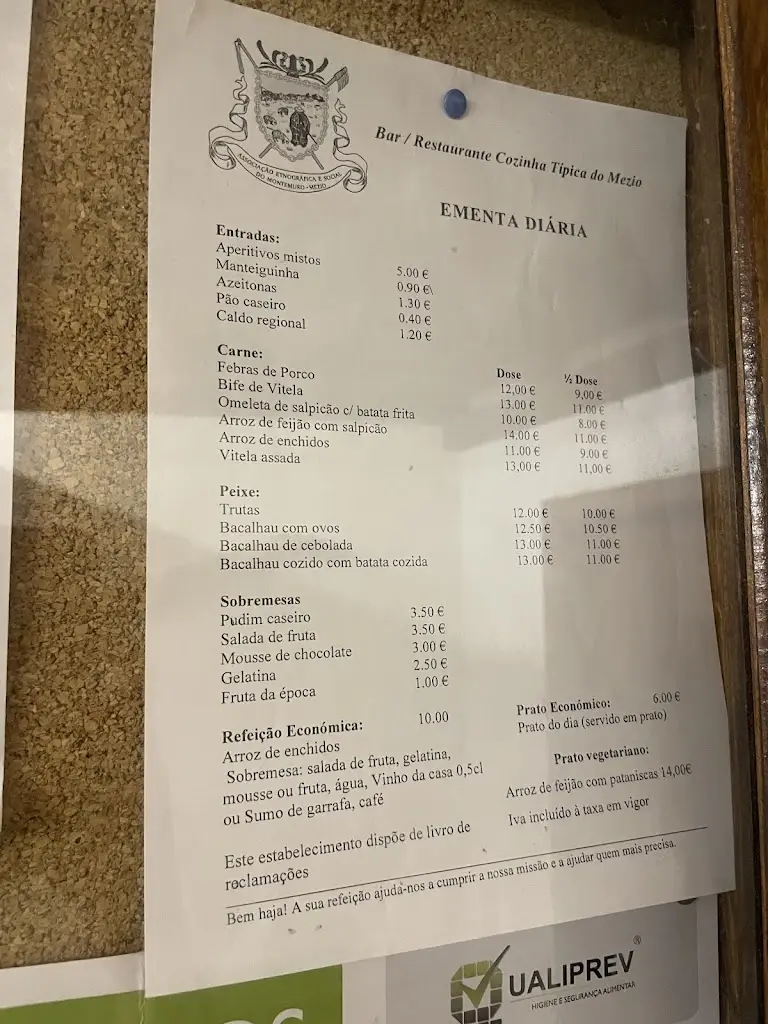 ASSOCIAÇÃO ETNOGRÁFICA E SOCIAL
DO MONTEMURO - MEZIO
Bar / Restaurante Cozinha Típica do Mezio
EMENTA DIÁRIA
Entradas:
Aperitivos mistos 5.00 €
Manteiguinha 0.90 €\
Azeitonas 1.30 €
Pão caseiro 0.40 €
Caldo regional 1.20 €
Carne: Dose ½ Dose
Febras de Porco 12,00 € 9,00 €
Bife de Vitela 13.00 € 11.00 €
Omeleta de salpicão c/ batata frita 10.00 € 8.00 €
Arroz de feijão com salpicão 14.00 € 11.00 €
Arroz de enchidos 11.00 € 9.00 €
Vitela assada 13,00 € 11,00 €
Peixe:
Trutas 12.00 € 10.00 €
Bacalhau com ovos 12.50 € 10.50 €
Bacalhau de cebolada 13.00 € 11.00 €
Bacalhau cozido com batata cozida 13.00 € 11.00 €
Sobremesas
Pudim caseiro 3.50 €
Salada de fruta 3.50 €
Mousse de chocolate 3.00 €
Gelatina 2.50 €
Fruta da época 1.00 €
Refeição Económica: 10.00
Arroz de enchidos
Sobremesa: salada de fruta, gelatina,
mousse ou fruta, água, Vinho da casa 0,5cl
ou Sumo de garrafa, café
Prato Económico: 6.00 €
Prato do dia (servido em prato)
Prato vegetariano:
Arroz de feijão com pataniscas 14,00€
Iva incluído à taxa em vigor
Este estabelecimento dispõe de livro de
reclamações
Bem haja! A sua refeição ajuda-nos a cumprir a nossa missão e a ajudar quem mais precisa.
QUALIPREV®
HIGIENE E SEGURANÇA ALIMENTAR